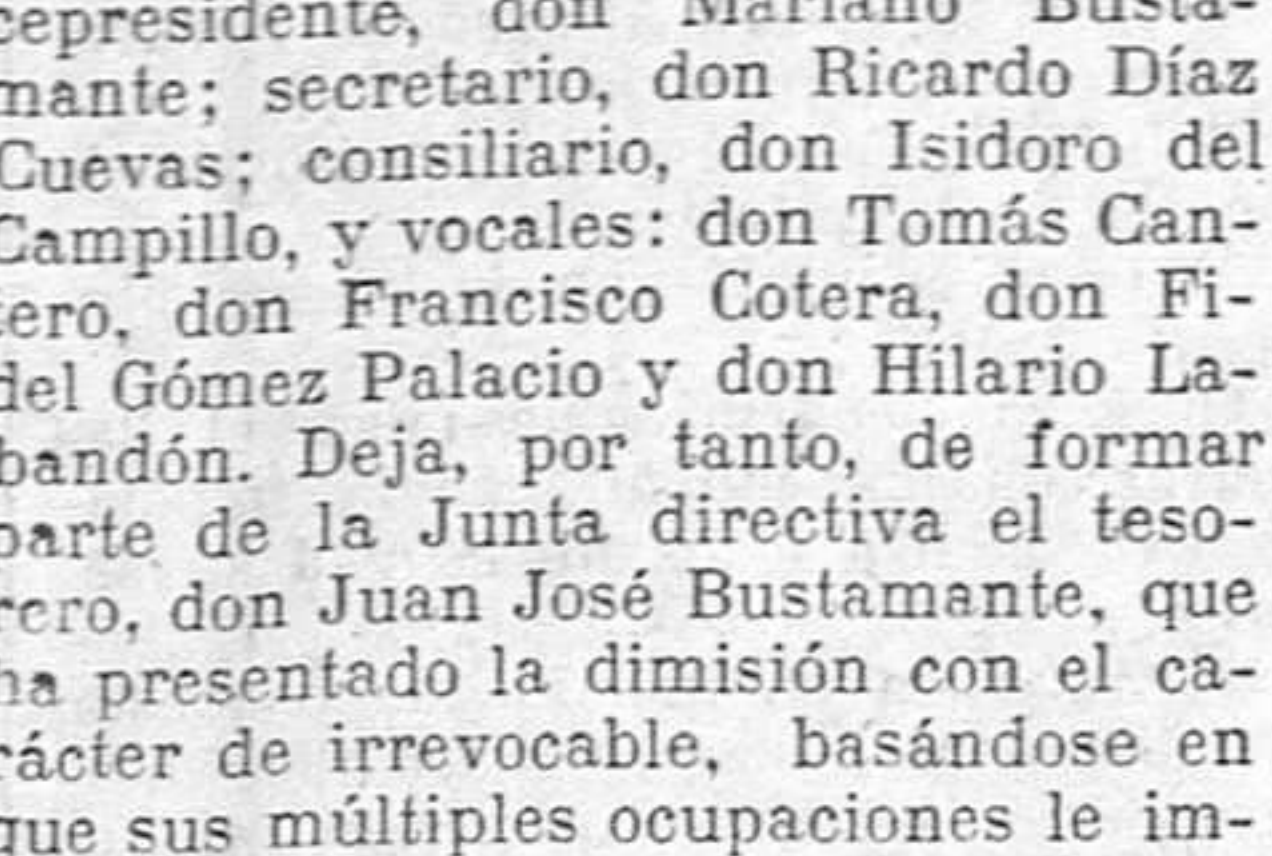 cepresidente, don Mariano Busta-
mante; secretario, don Ricardo Díaz
Cuevas; consiliario, don Isidoro del
Campillo, y vocales: don Tomás Can-
tero, don Francisco Cotera, don Fi-
del Gómez Palacio y don Hilario La-
bandón. Deja, por tanto, de formar
parte de la Junta directiva el teso-
rero, don Juan José Bustamante, que
ha presentado la dimisión con el ca-
rácter de irrevocable, basándose en
que sus múltiples ocupaciones le im-